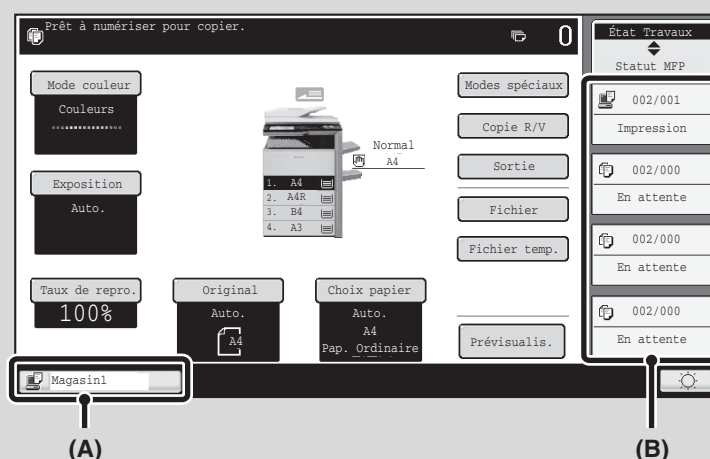 Prêt à numériser pour copier.
0
Mode couleur
Couleurs
Exposition
Auto.
Taux de repro.
100%
Original
Auto.
A4
Choix papier
Auto.
A4
Pap. Ordinaire
Normal
A4
1. A4
2. A4R
3. B4
4. A3
Modes spéciaux
Copie R/V
Sortie
Fichier
Fichier temp.
Prévisualis.
État Travaux
Statut MFP
002/001
Impression
002/000
En attente
002/000
En attente
002/000
En attente
Magasin1
(A)
(B)